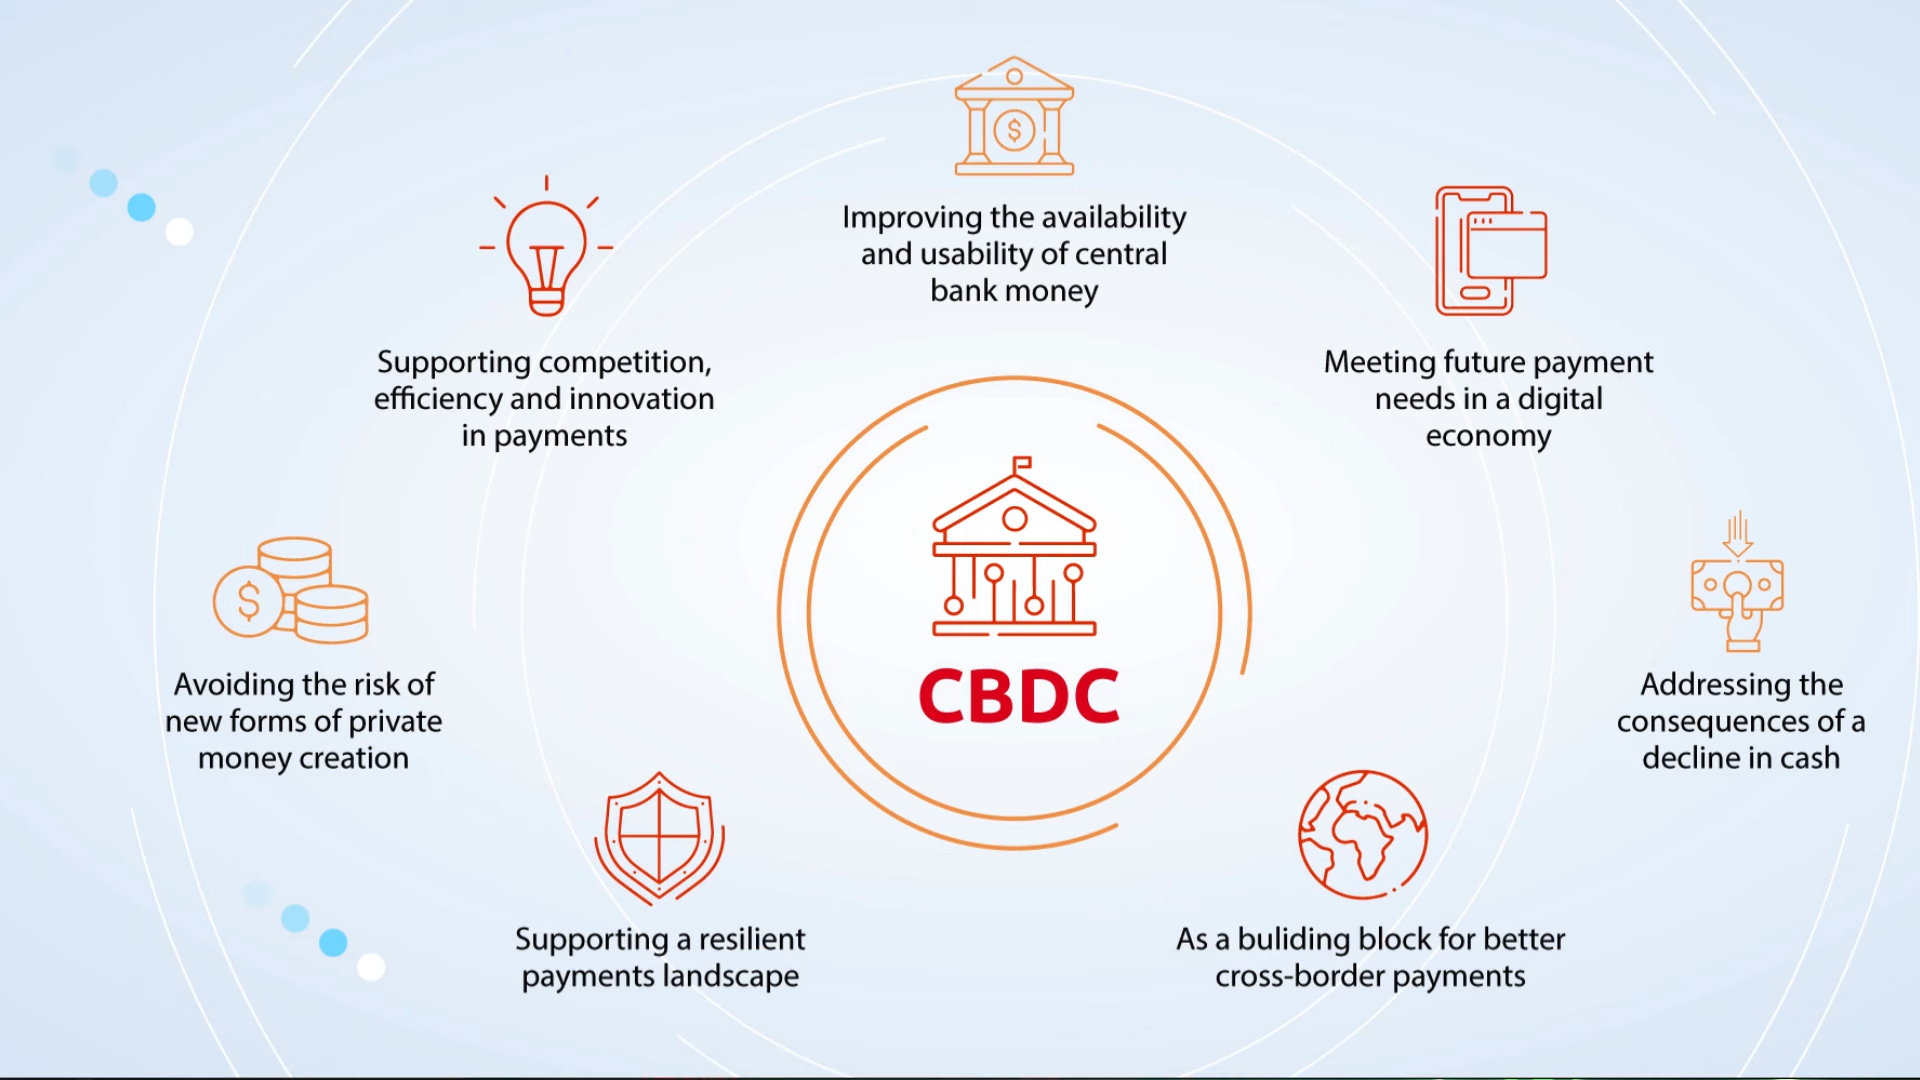 Improving the availability
and usability of central
bank money
Supporting competition,
efficiency and innovation
in payments
Meeting future payment
needs in a digital
economy
$
$
CBDC
Avoiding the risk of
new forms of private
money creation
Addressing the
consequences of a
decline in cash
Supporting a resilient
payments landscape
As a buliding block for better
cross-border payments